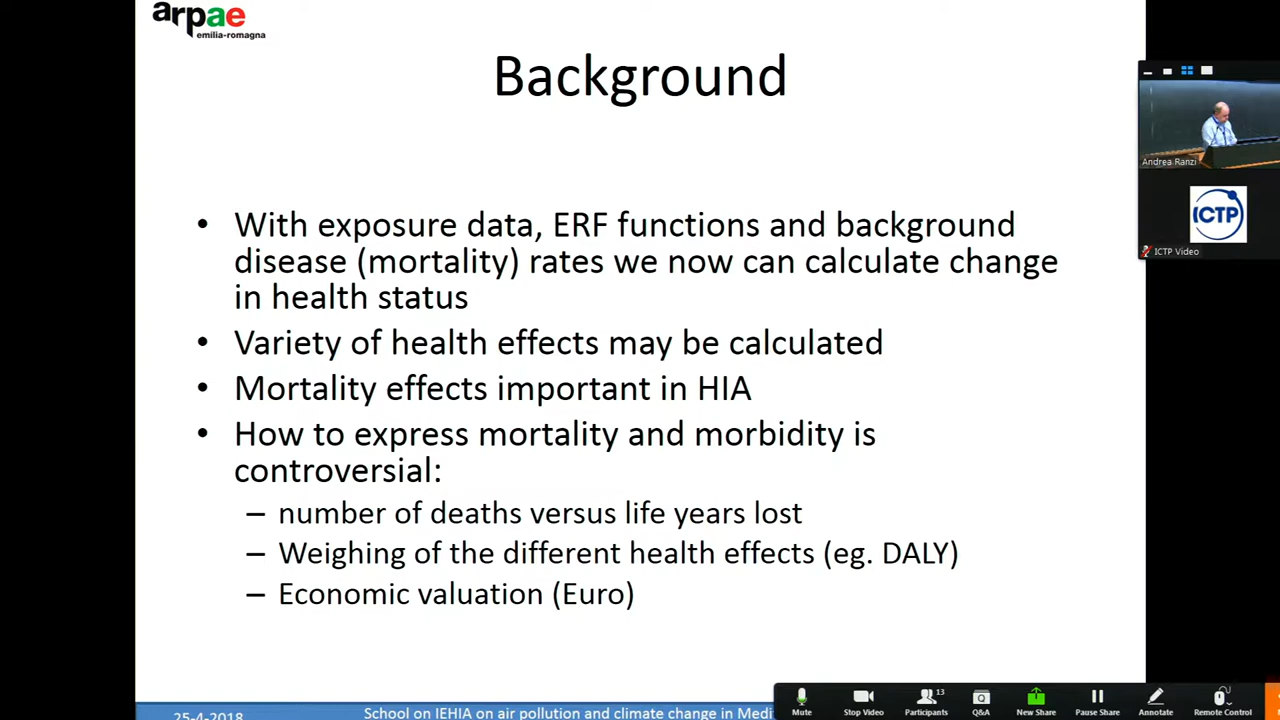 arpae
emilia-romagna
Background
• With exposure data, ERF functions and background
disease (mortality) rates we now can calculate change
in health status
• Variety of health effects may be calculated
• Mortality effects important in HIA
• How to express mortality and morbidity is
controversial:
– number of deaths versus life years lost
– Weighing of the different health effects (eg. DALY)
– Economic valuation (Euro)
25-4-2018
School on IEHIA on air pollution and climate change in Medi
Andrea Ranzi
ICTP
ICTP Video
Mute
Stop Video
13
Participants
Q&A
New Share
Pause Share
Annotate
Remote Control